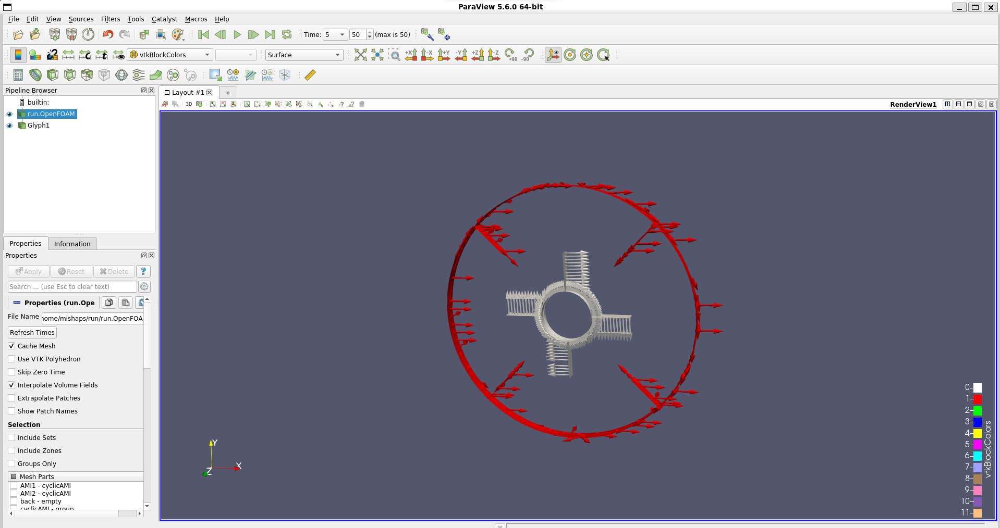 ParaView 5.6.0 64-bit
File Edit View Sources Filters Tools Catalyst Macros Help
Time: 5 50 (max is 50)
vtkBlockColors Surface +X -X +Y -Y +Z -Z +90 -90
Pipeline Browser
Layout #1 +
builtin:
3D
RenderView1
run.OpenFOAM
Glyph1
Properties Information
Properties
Apply Reset Delete ?
Search ... (use Esc to clear text)
Properties (run.Ope
File Name home/mishaps/run/run.OpenFOA
Refresh Times
Cache Mesh
Use VTK Polyhedron
Skip Zero Time
Interpolate Volume Fields
Extrapolate Patches
Show Patch Names
Selection
Include Sets
Include Zones
Groups Only
Mesh Parts
AMI1 - cyclicAMI
AMI2 - cyclicAMI
back - empty
cyclicAMI - group
Y
X
Z
0
1
2
3
4
5
6
7
8
9
10
11
vtkBlockColors